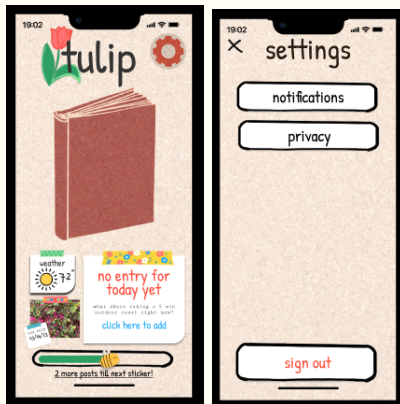 19:02
tulip
weather
72°
no entry for
today yet
what about taking a 5 min
outdoor reset right now?
click here to add
2 more posts till next sticker!
19:02
settings
notifications
privacy
sign out